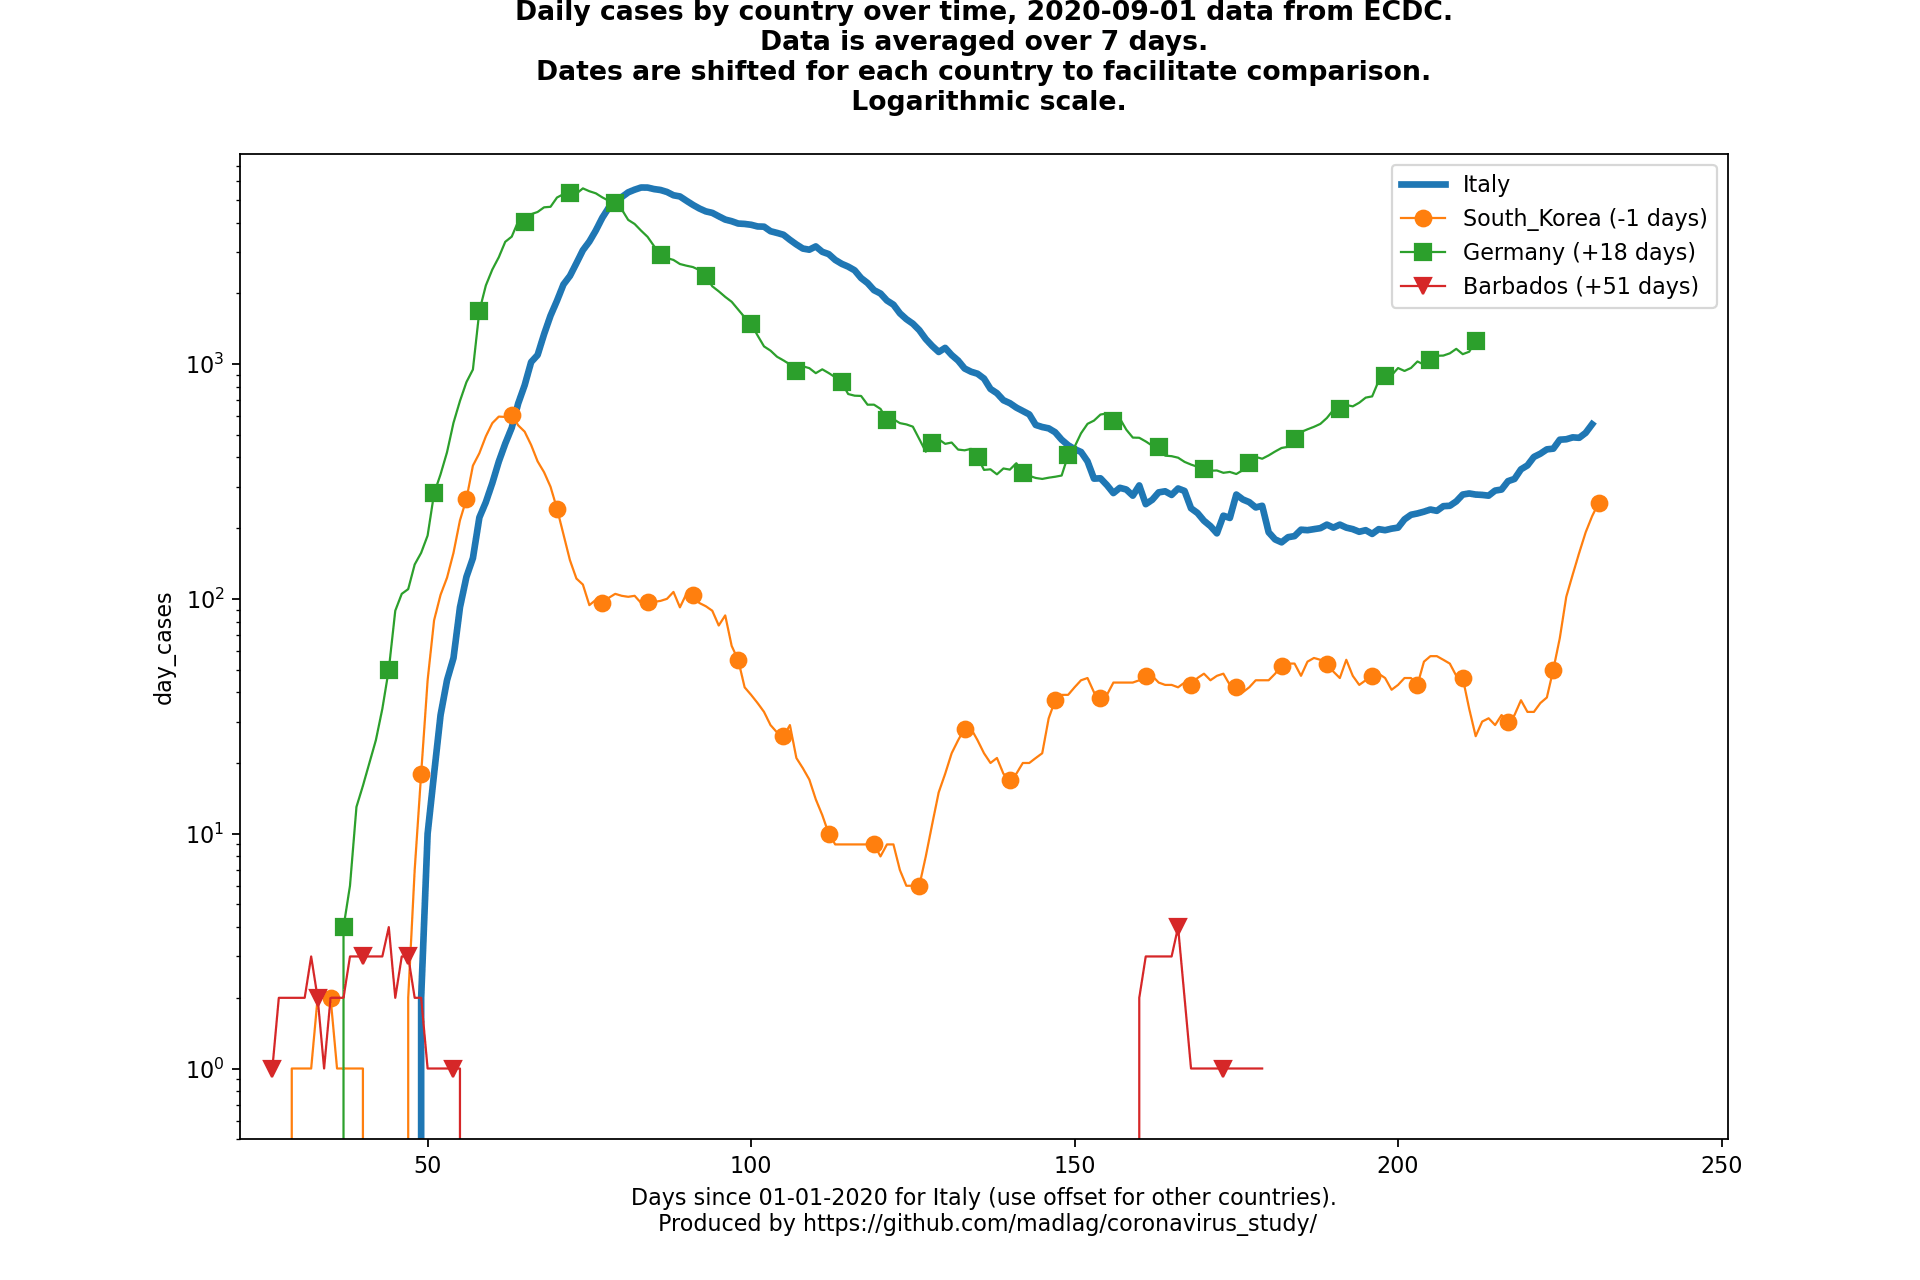 Daily cases by country over time, 2020-09-01 data from ECDC.
Data is averaged over 7 days.
Dates are shifted for each country to facilitate comparison.
Logarithmic scale.
Italy
South_Korea (-1 days)
Germany (+18 days)
Barbados (+51 days)
10³
10²
10¹
10⁰
day_cases
50 100 150 200 250
Days since 01-01-2020 for Italy (use offset for other countries).
Produced by https://github.com/madlag/coronavirus_study/